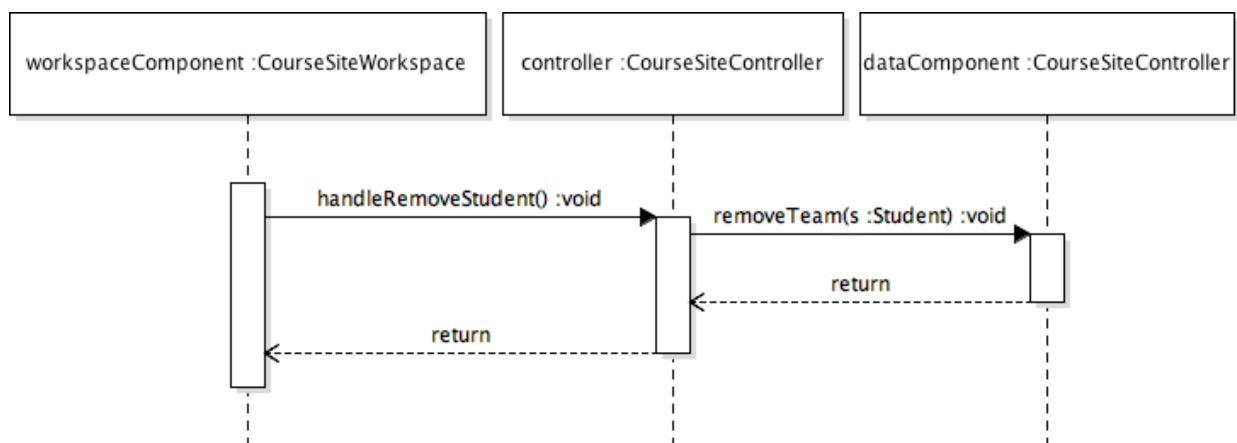 workspaceComponent :CourseSiteWorkspace
controller :CourseSiteController
dataComponent :CourseSiteController
handleRemoveStudent() :void
removeTeam(s :Student) :void
return
return